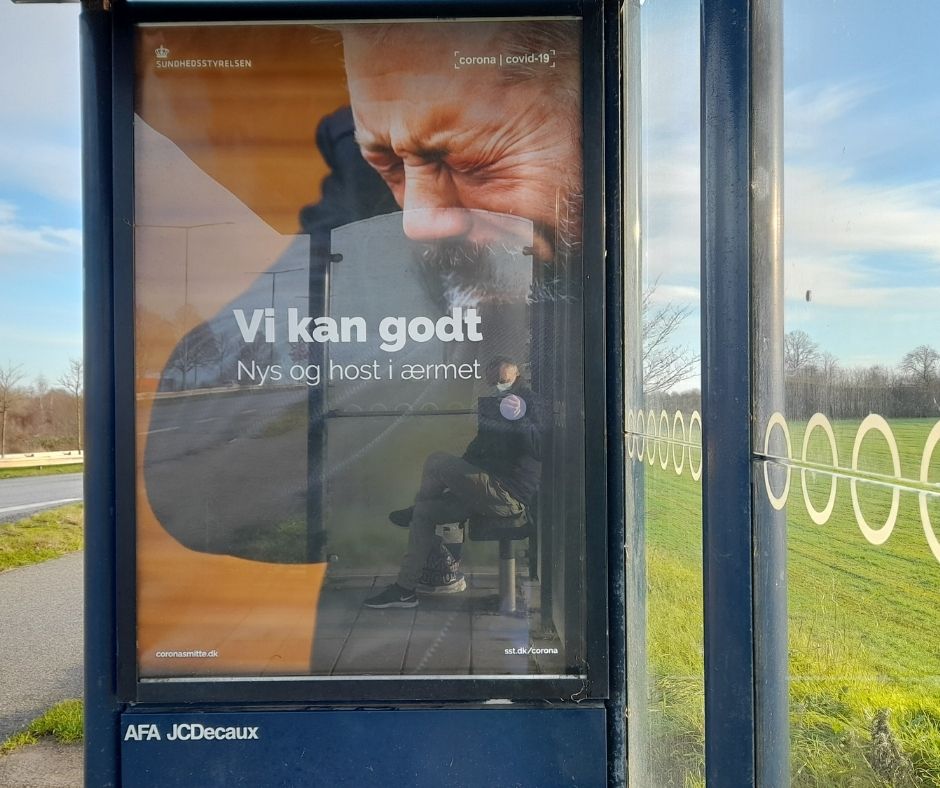 SUNDHEDSSTYRELSEN
[corona | covid-19]
Vi kan godt
Nys og host i ærmet
coronasmitte.dk
sst.dk/corona
AFA JCDecaux